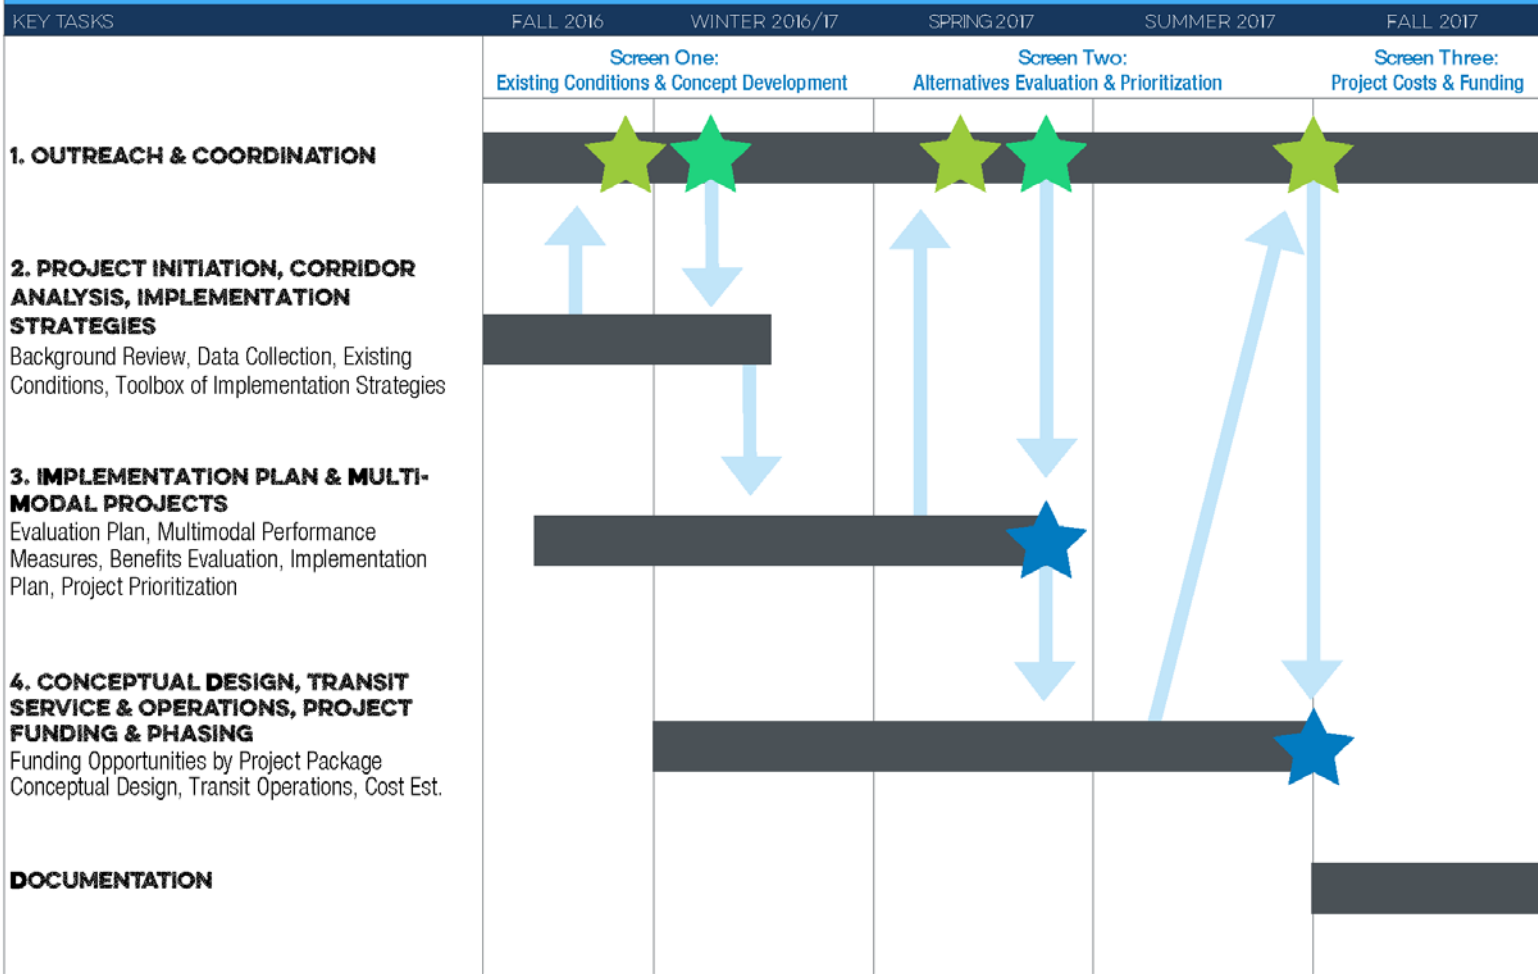 KEY TASKS FALL 2016 WINTER 2016/17 SPRING 2017 SUMMER 2017 FALL 2017
Screen One: Screen Two: Screen Three:
Existing Conditions & Concept Development Alternatives Evaluation & Prioritization Project Costs & Funding
1. OUTREACH & COORDINATION
2. PROJECT INITIATION, CORRIDOR
ANALYSIS, IMPLEMENTATION
STRATEGIES
Background Review, Data Collection, Existing
Conditions, Toolbox of Implementation Strategies
3. IMPLEMENTATION PLAN & MULTI-
MODAL PROJECTS
Evaluation Plan, Multimodal Performance
Measures, Benefits Evaluation, Implementation
Plan, Project Prioritization
4. CONCEPTUAL DESIGN, TRANSIT
SERVICE & OPERATIONS, PROJECT
FUNDING & PHASING
Funding Opportunities by Project Package
Conceptual Design, Transit Operations, Cost Est.
DOCUMENTATION